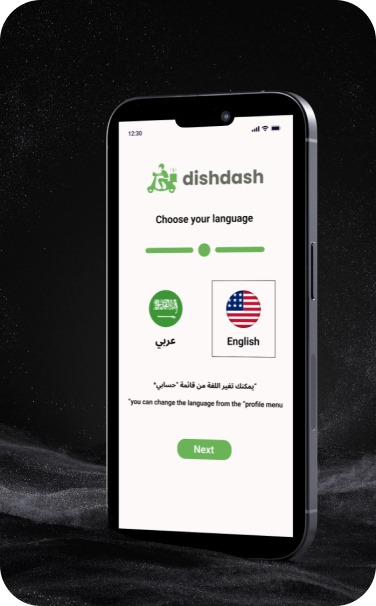 12:30
dishdash
Choose your language
عربي
English
"يمكنك تغير اللغة من قائمة "حسابي*
"you can change the language from the "profile menu
Next